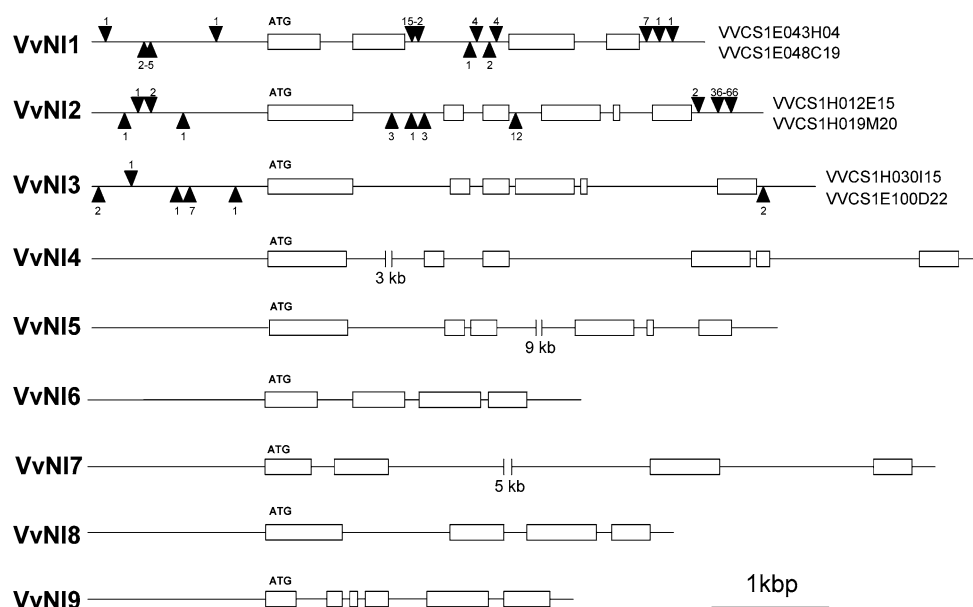 1 1 ATG 15-2 4 4 7 1 1
VvNI1 VVCS1E043H04
2-5 1 2 VVCS1E048C19
1 2 ATG 2 36-66
VvNI2 VVCS1H012E15
1 1 3 1 3 12 VVCS1H019M20
1 ATG
VvNI3 VVCS1H030I15
2 1 7 1 2 VVCS1E100D22
ATG
VvNI4
3 kb
ATG
VvNI5
9 kb
ATG
VvNI6
ATG
VvNI7
5 kb
ATG
VvNI8
ATG
VvNI9
1kbp